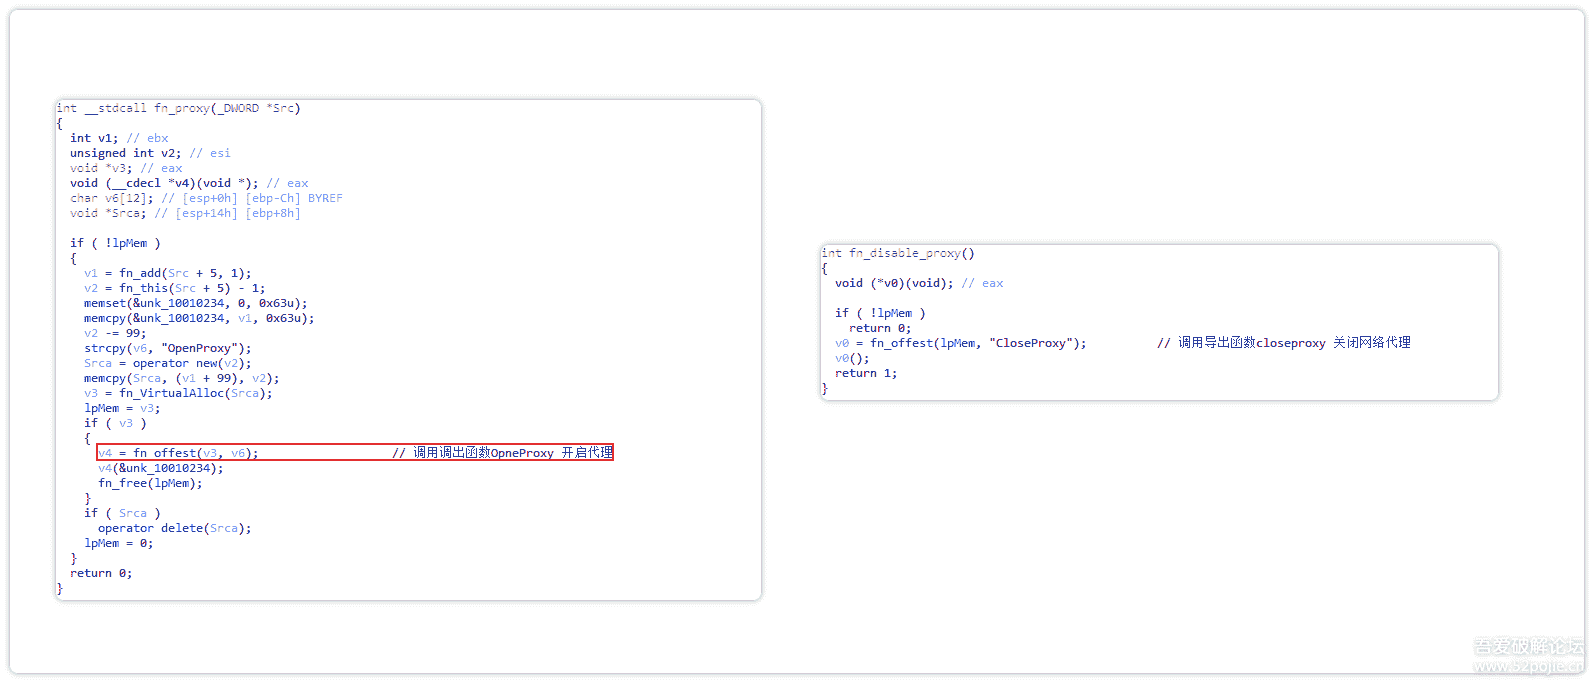 int __stdcall fn_proxy(_DWORD *Src)
{
int v1; // ebx
unsigned int v2; // esi
void *v3; // eax
void (__cdecl *v4)(void *); // eax
char v6[12]; // [esp+0h] [ebp-Ch] BYREF
void *Srca; // [esp+14h] [ebp+8h]
if ( !lpMem )
{
v1 = fn_add(Src + 5, 1);
v2 = fn_this(Src + 5) - 1;
memset(&unk_10010234, 0, 0x63u);
memcpy(&unk_10010234, v1, 0x63u);
v2 -= 99;
strcpy(v6, "OpenProxy");
Srca = operator new(v2);
memcpy(Srca, (v1 + 99), v2);
v3 = fn_VirtualAlloc(Srca);
lpMem = v3;
if ( v3 )
{
v4 = fn_offest(v3, v6); // 调用调出函数OpneProxy 开启代理
v4(&unk_10010234);
fn_free(lpMem);
}
if ( Srca )
operator delete(Srca);
lpMem = 0;
}
return 0;
}
int fn_disable_proxy()
{
void (*v0)(void); // eax
if ( !lpMem )
return 0;
v0 = fn_offest(lpMem, "CloseProxy"); // 调用导出函数closeproxy 关闭网络代理
v0();
return 1;
}
吾爱破解论坛
www.52pojie.cn